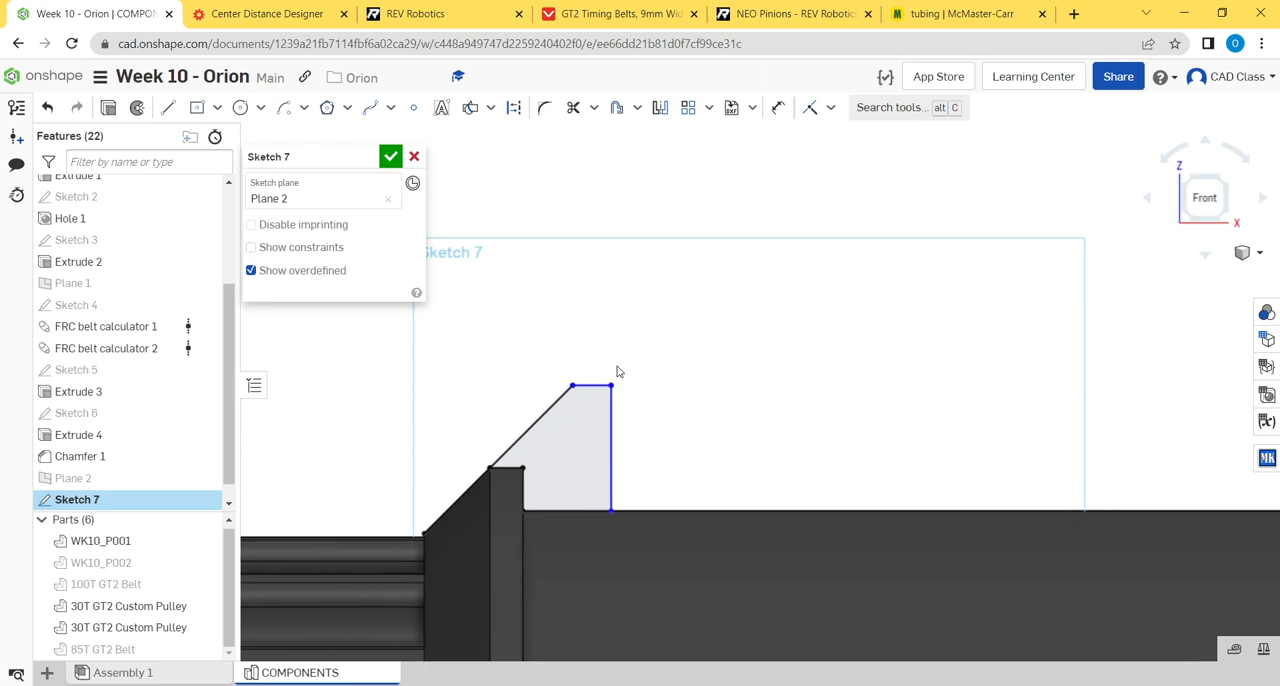 Week 10 - Orion | COMPON
Center Distance Designer
REV Robotics
GT2 Timing Belts, 9mm Wi
NEO Pinions - REV Robotic
tubing | McMaster-Carr
cad.onshape.com/documents/1239a21fb7114fbf6a02ca29/w/c448a949747d3259240402f0/e/ee66dd21b81d0f7cf99ce31c
onshape
Week 10 - Orion
Main
Orion
App Store
Learning Center
Share
CAD Class
Search tools...
alt
C
Features (22)
Filter by name or type
Extrude 1
Sketch 2
Hole 1
Sketch 3
Extrude 2
Plane 1
Sketch 4
FRC belt calculator 1
FRC belt calculator 2
Sketch 5
Extrude 3
Sketch 6
Extrude 4
Chamfer 1
Plane 2
Sketch 7
Parts (6)
WK10_P001
WK10_P002
100T GT2 Belt
30T GT2 Custom Pulley
30T GT2 Custom Pulley
85T GT2 Belt
Sketch 7
Sketch plane
Plane 2
Disable imprinting
Show constraints
Show overdefined
Sketch 7
Z
Front
X
MK
Assembly 1
COMPONENTS